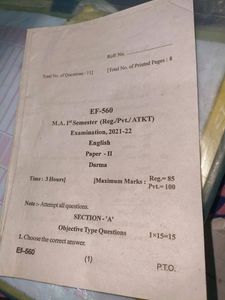 Roll No.
Total No. of Questions : 11] [Total No. of Printed Pages : 8
EF-560
M.A. Ist Semester (Reg./Pvt./ATKT)
Examination, 2021-22
English
Paper - II
Darma
Time : 3 Hours] [Maximum Marks : Reg.= 85
Pvt.= 100
Note :- Attempt all questions.
SECTION - 'A'
Objective Type Questions
1. Choose the correct answer. 1×15=15
EF-560 (1) P.T.O.